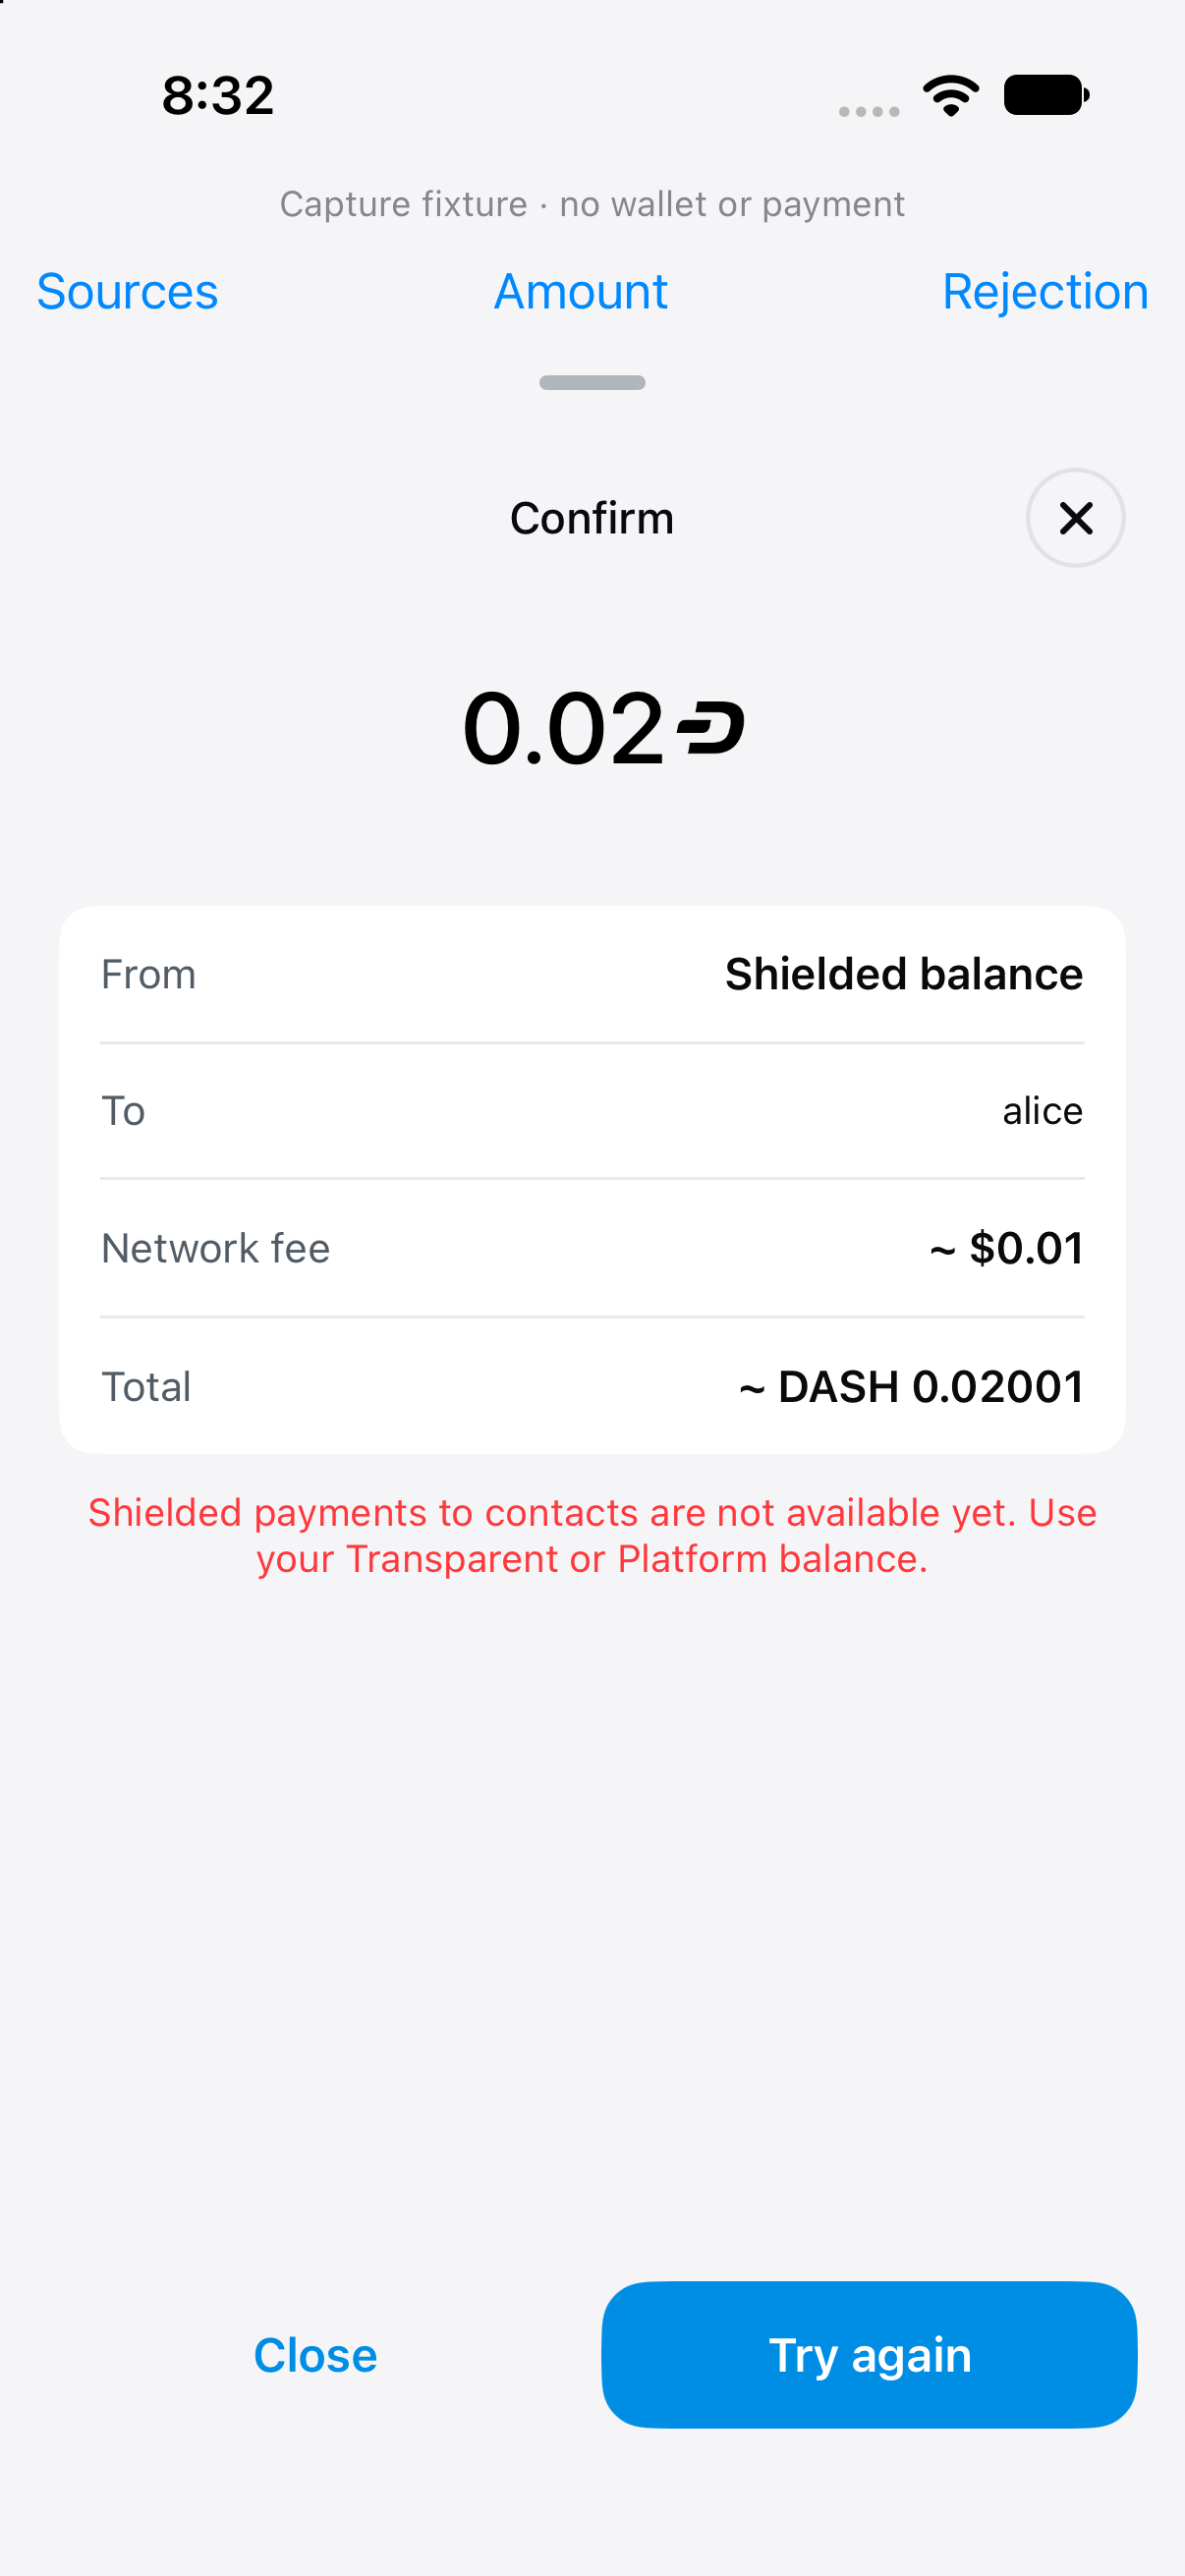 8:32
Capture fixture · no wallet or payment
Sources Amount Rejection
Confirm
0.02
From Shielded balance
To alice
Network fee ~ $0.01
Total ~ DASH 0.02001
Shielded payments to contacts are not available yet. Use
your Transparent or Platform balance.
Close Try again